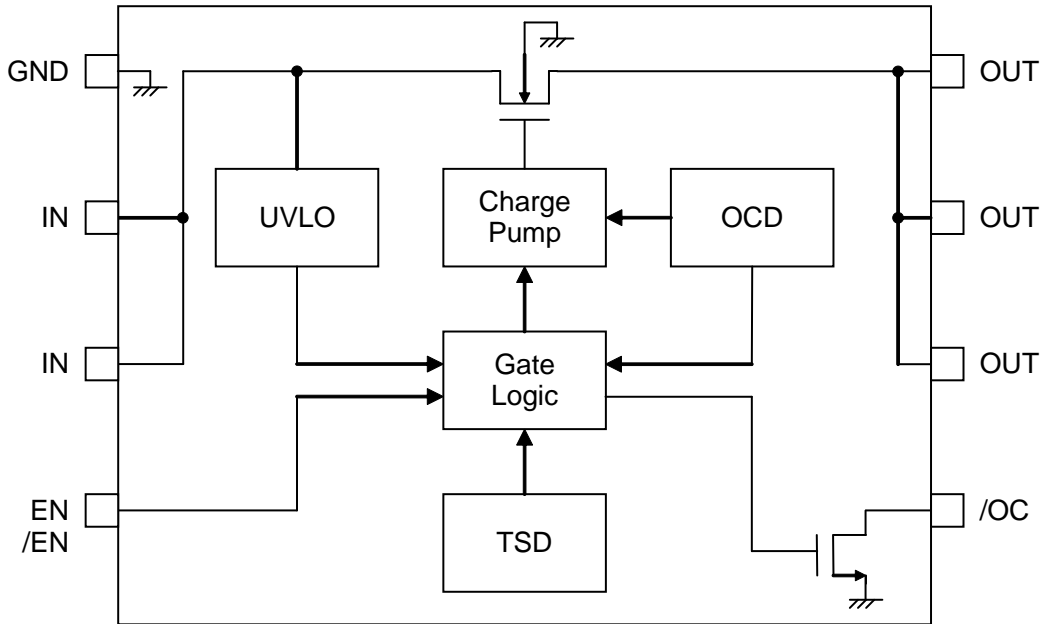 GND
OUT
IN
UVLO
Charge
Pump
OCD
OUT
IN
Gate
Logic
OUT
EN
/EN
TSD
/OC